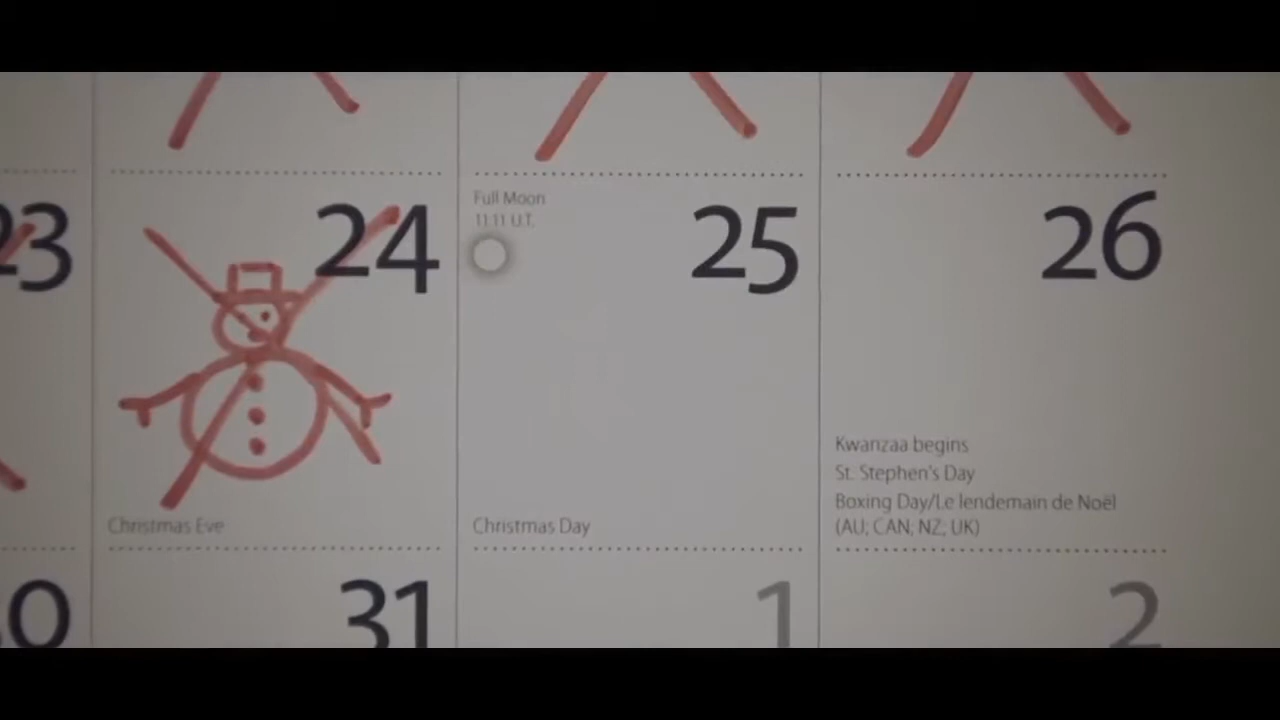 23
24
Full Moon
11:11 U.T.
25
26
Christmas Eve
Christmas Day
Kwanzaa begins
St. Stephen's Day
Boxing Day/Le lendemain de Noël
(AU; CAN; NZ; UK)
30
31
1
2